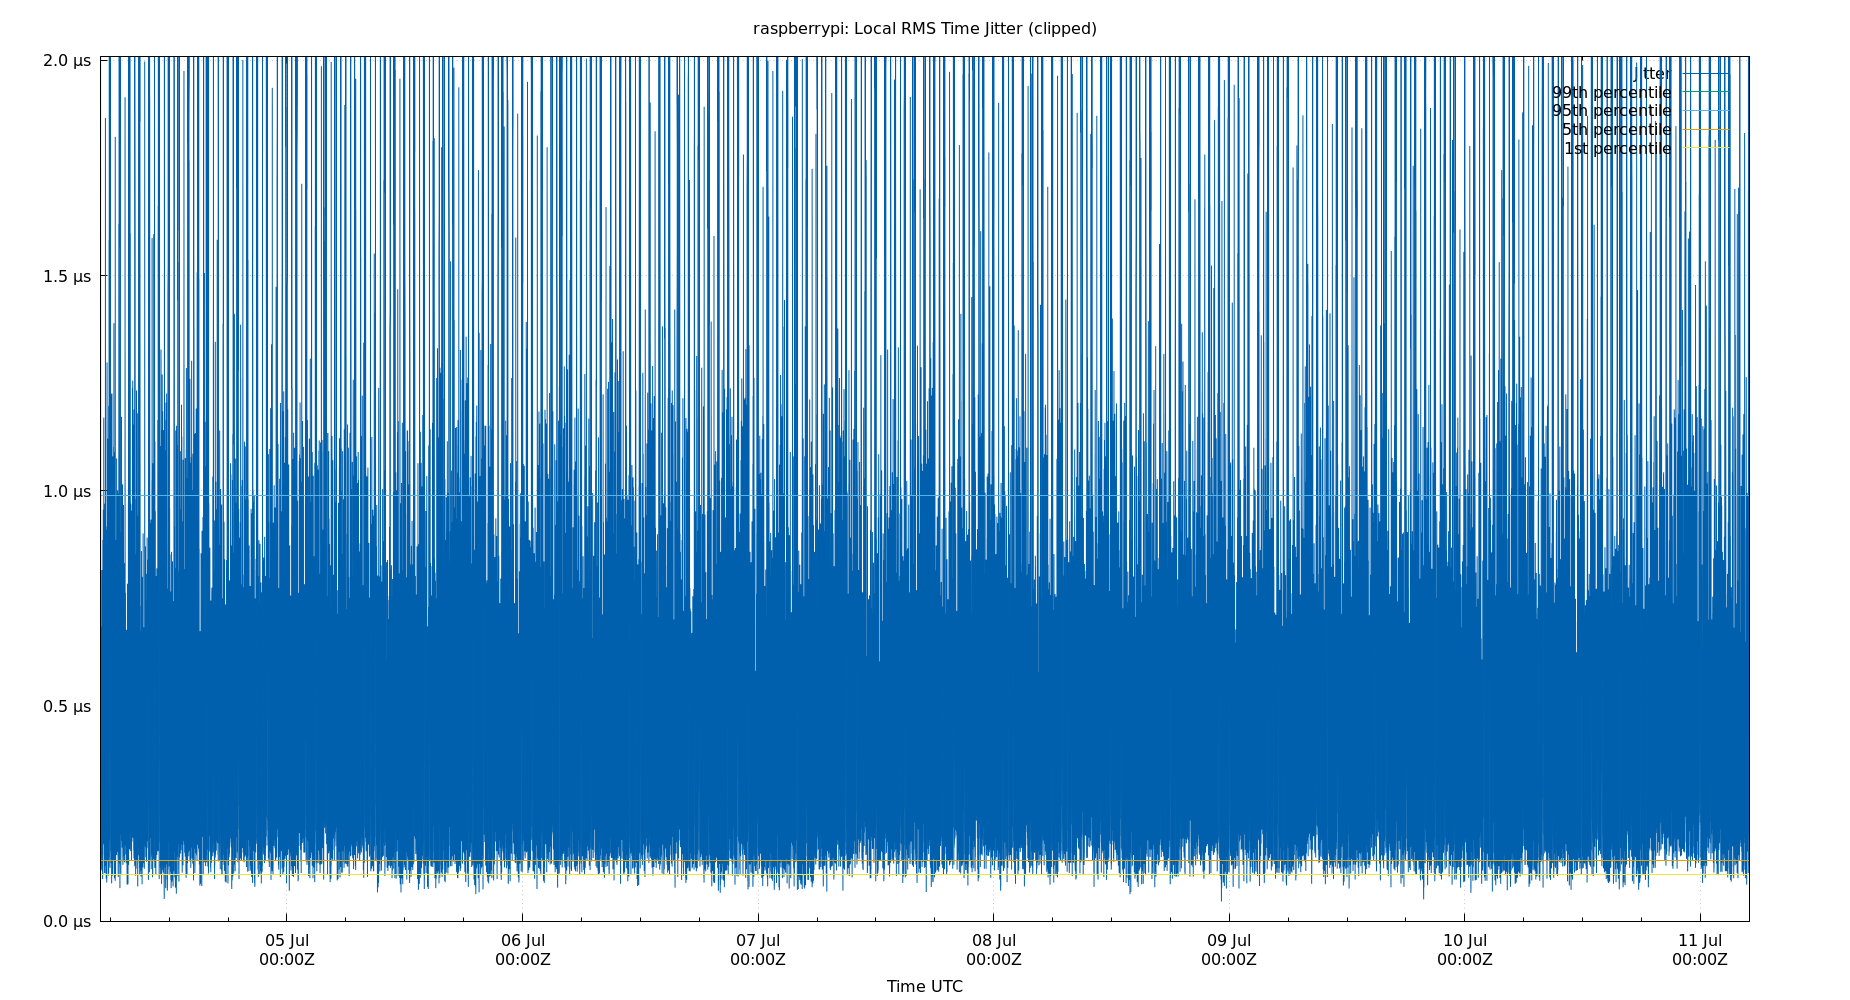 raspberrypi: Local RMS Time Jitter (clipped)
2.0 µs
1.5 µs
1.0 µs
0.5 µs
0.0 µs
Jitter
99th percentile
95th percentile
5th percentile
1st percentile
05 Jul 06 Jul 07 Jul 08 Jul 09 Jul 10 Jul 11 Jul
00:00Z 00:00Z 00:00Z 00:00Z 00:00Z 00:00Z 00:00Z
Time UTC